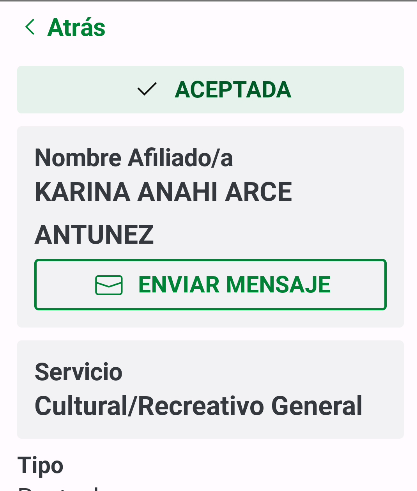 Atrás
ACEPTADA
Nombre Afiliado/a
KARINA ANAHI ARCE
ANTUNEZ
ENVIAR MENSAJE
Servicio
Cultural/Recreativo General
Tipo